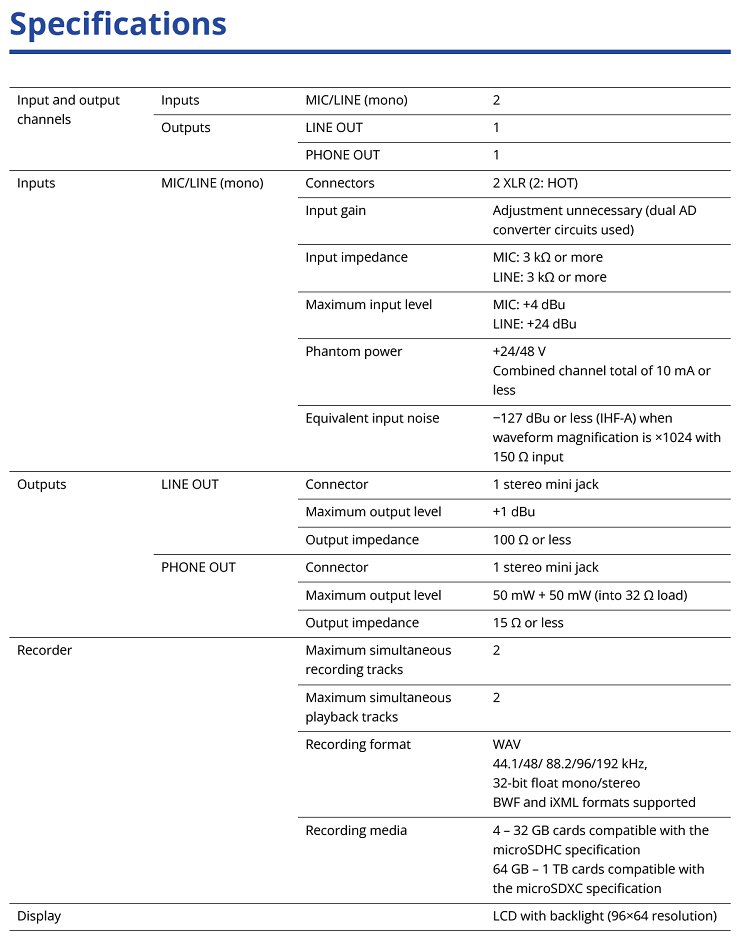 Specifications
Input and output channels Inputs MIC/LINE (mono) 2
Outputs LINE OUT 1
PHONE OUT 1
Inputs MIC/LINE (mono) Connectors 2 XLR (2: HOT)
Input gain Adjustment unnecessary (dual AD
converter circuits used)
Input impedance MIC: 3 kΩ or more
LINE: 3 kΩ or more
Maximum input level MIC: +4 dBu
LINE: +24 dBu
Phantom power +24/48 V
Combined channel total of 10 mA or
less
Equivalent input noise −127 dBu or less (IHF-A) when
waveform magnification is ×1024 with
150 Ω input
Outputs LINE OUT Connector 1 stereo mini jack
Maximum output level +1 dBu
Output impedance 100 Ω or less
PHONE OUT Connector 1 stereo mini jack
Maximum output level 50 mW + 50 mW (into 32 Ω load)
Output impedance 15 Ω or less
Recorder Maximum simultaneous recording tracks 2
Maximum simultaneous playback tracks 2
Recording format WAV
44.1/48/ 88.2/96/192 kHz,
32-bit float mono/stereo
BWF and iXML formats supported
Recording media 4 – 32 GB cards compatible with the
microSDHC specification
64 GB – 1 TB cards compatible with
the microSDXC specification
Display LCD with backlight (96×64 resolution)